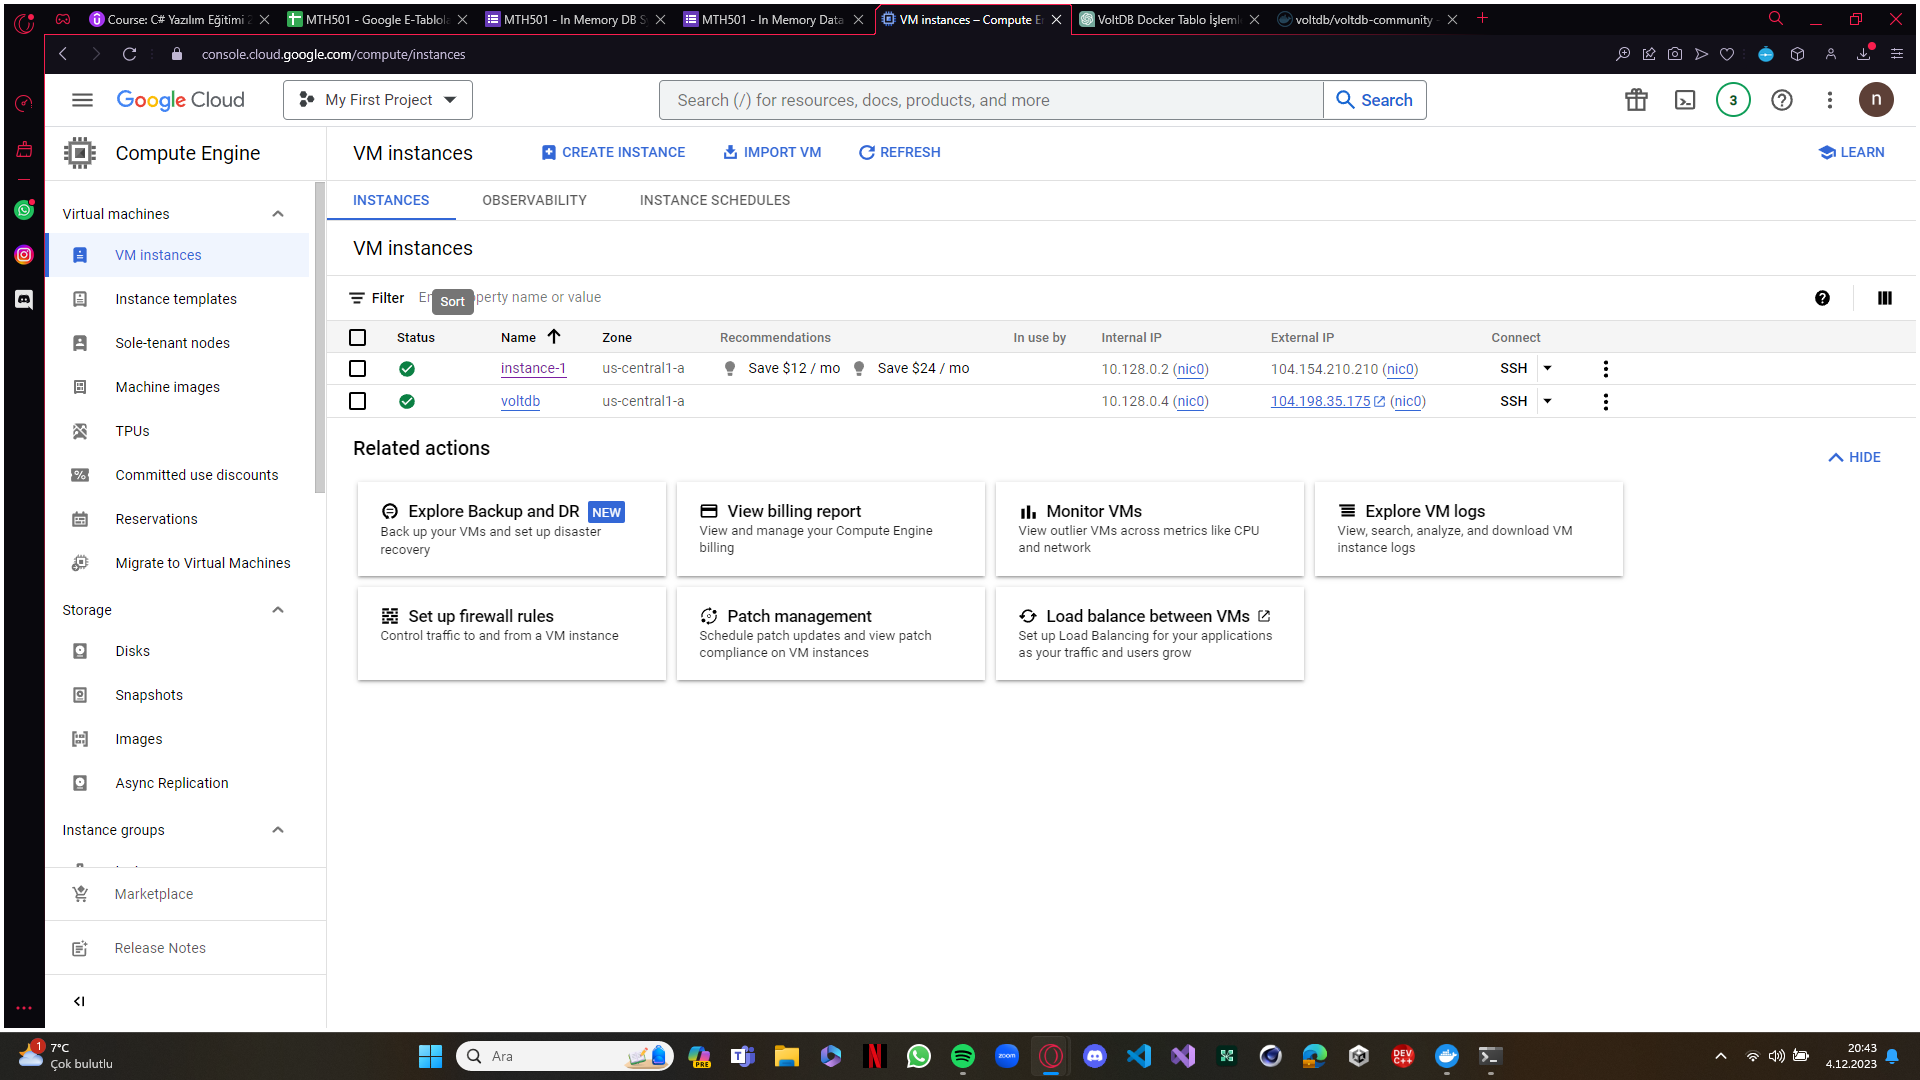 Course: C# Yazılım Eğitimi 2
MTH501 - Google E-Tablola
MTH501 - In Memory DB S
MTH501 - In Memory Data
VM instances – Compute E
VoltDB Docker Tablo İşleml
voltdb/voltdb-community
console.cloud.google.com/compute/instances
Google Cloud
My First Project
Search (/) for resources, docs, products, and more
Search
3
n
Compute Engine
VM instances
CREATE INSTANCE
IMPORT VM
REFRESH
LEARN
Virtual machines
VM instances
Instance templates
Sole-tenant nodes
Machine images
TPUs
Committed use discounts
Reservations
Migrate to Virtual Machines
Storage
Disks
Snapshots
Images
Async Replication
Instance groups
Marketplace
Release Notes
INSTANCES
OBSERVABILITY
INSTANCE SCHEDULES
VM instances
Filter
property name or value
Sort
Status
Name
Zone
Recommendations
In use by
Internal IP
External IP
Connect
instance-1 us-central1-a Save $12 / mo Save $24 / mo 10.128.0.2 (nic0) 104.154.210.210 (nic0) SSH
voltdb us-central1-a 10.128.0.4 (nic0) 104.198.35.175 (nic0) SSH
Related actions
HIDE
Explore Backup and DR NEW
Back up your VMs and set up disaster
recovery
View billing report
View and manage your Compute Engine
billing
Monitor VMs
View outlier VMs across metrics like CPU
and network
Explore VM logs
View, search, analyze, and download VM
instance logs
Set up firewall rules
Control traffic to and from a VM instance
Patch management
Schedule patch updates and view patch
compliance on VM instances
Load balance between VMs
Set up Load Balancing for your applications
as your traffic and users grow
1
7°C
Çok bulutlu
Ara
PRE
zoom
DEV
C++
20:43
4.12.2023